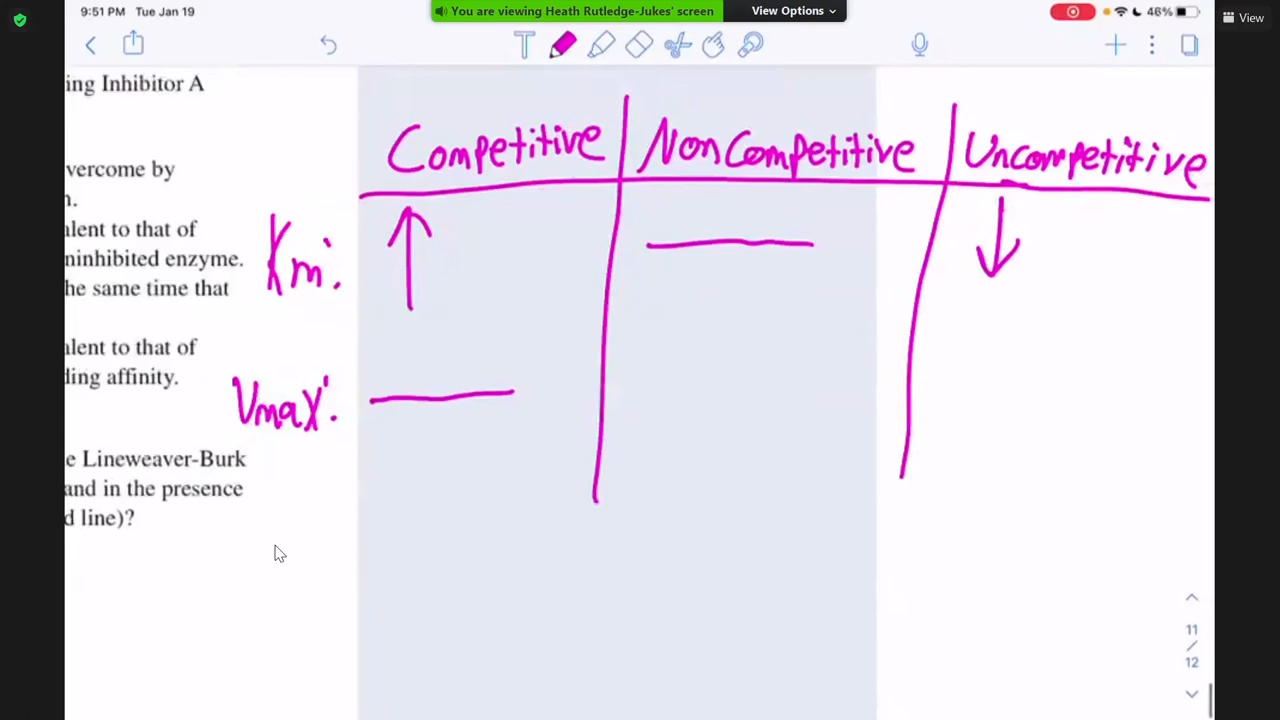 9:51 PM Tue Jan 19
You are viewing Heath Rutledge-Jukes' screen
View Options
46%
View
ing Inhibitor A
vercome by
n.
alent to that of
ninhibited enzyme.
he same time that
alent to that of
ding affinity.
e Lineweaver-Burk
and in the presence
d line)?
Competitive
NonCompetitive
Uncompetitive
Km:
Vmax:
11
/
12